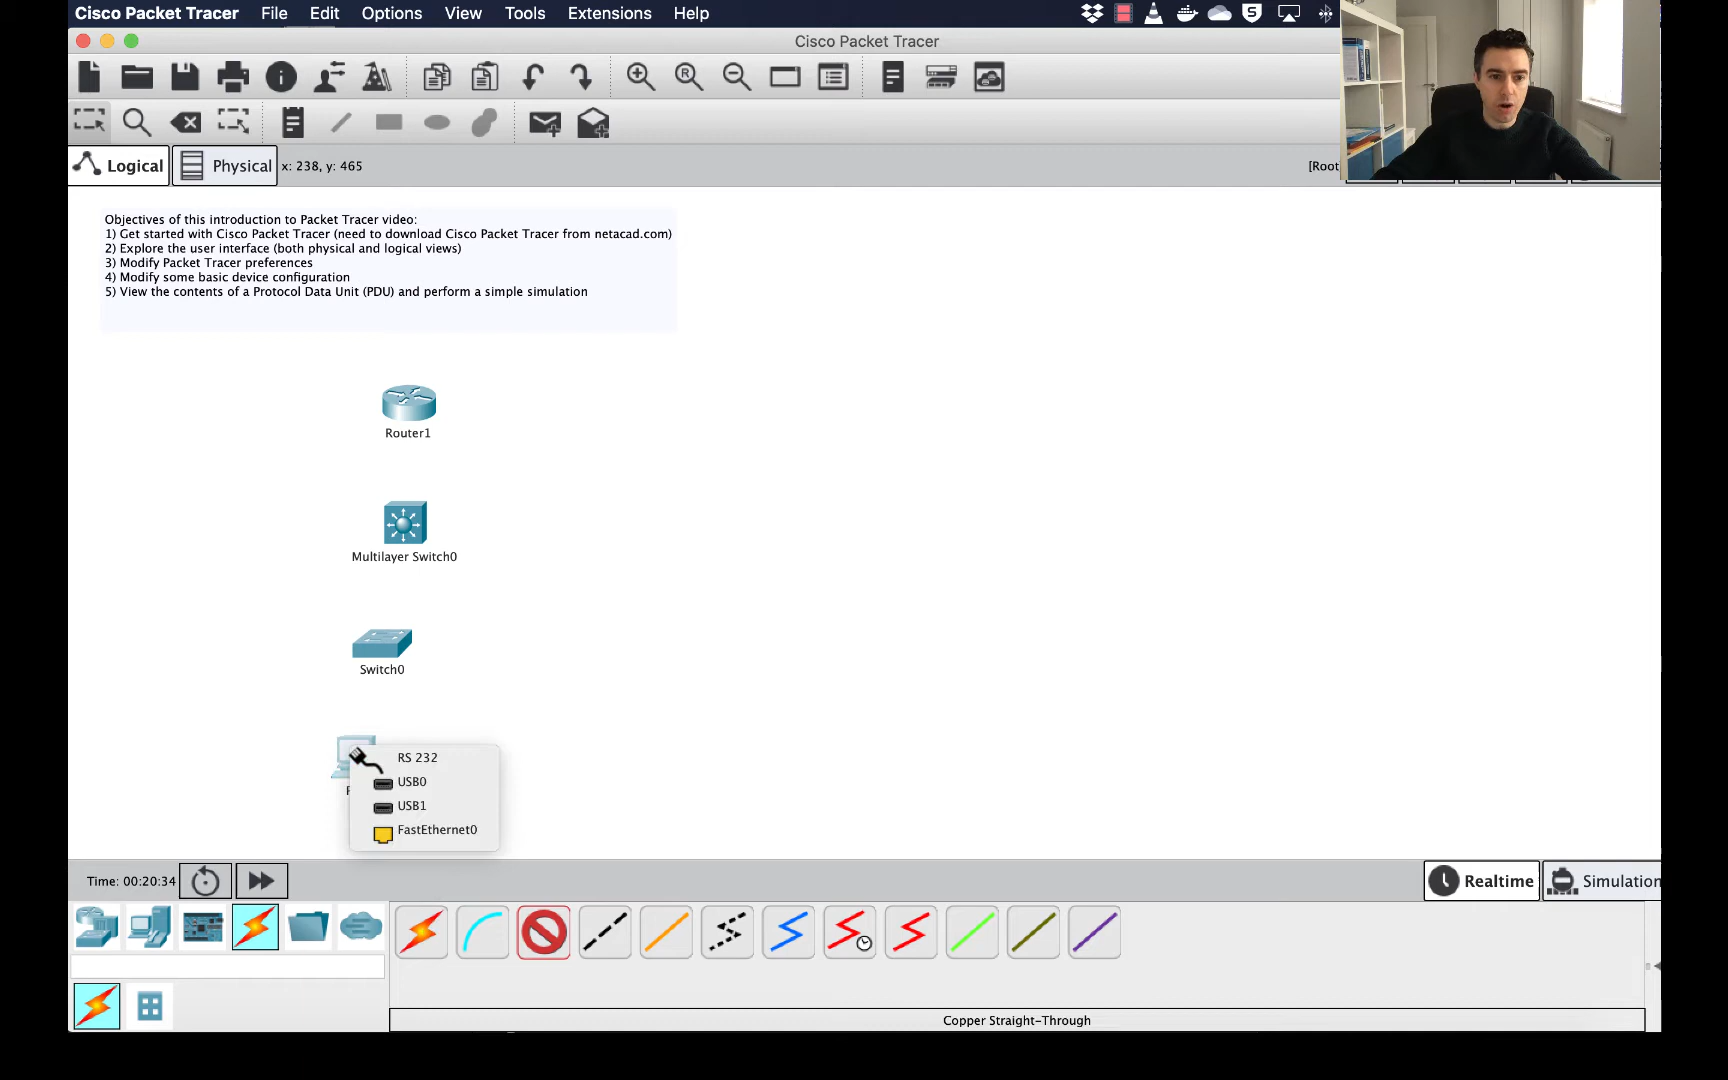 Cisco Packet Tracer File Edit Options View Tools Extensions Help
Cisco Packet Tracer
Logical Physical x: 238, y: 465 [Root
Objectives of this introduction to Packet Tracer video:
1) Get started with Cisco Packet Tracer (need to download Cisco Packet Tracer from netacad.com)
2) Explore the user interface (both physical and logical views)
3) Modify Packet Tracer preferences
4) Modify some basic device configuration
5) View the contents of a Protocol Data Unit (PDU) and perform a simple simulation
Router1
Multilayer Switch0
Switch0
RS 232
USB0
USB1
FastEthernet0
Time: 00:20:34 Realtime Simulation
Copper Straight-Through